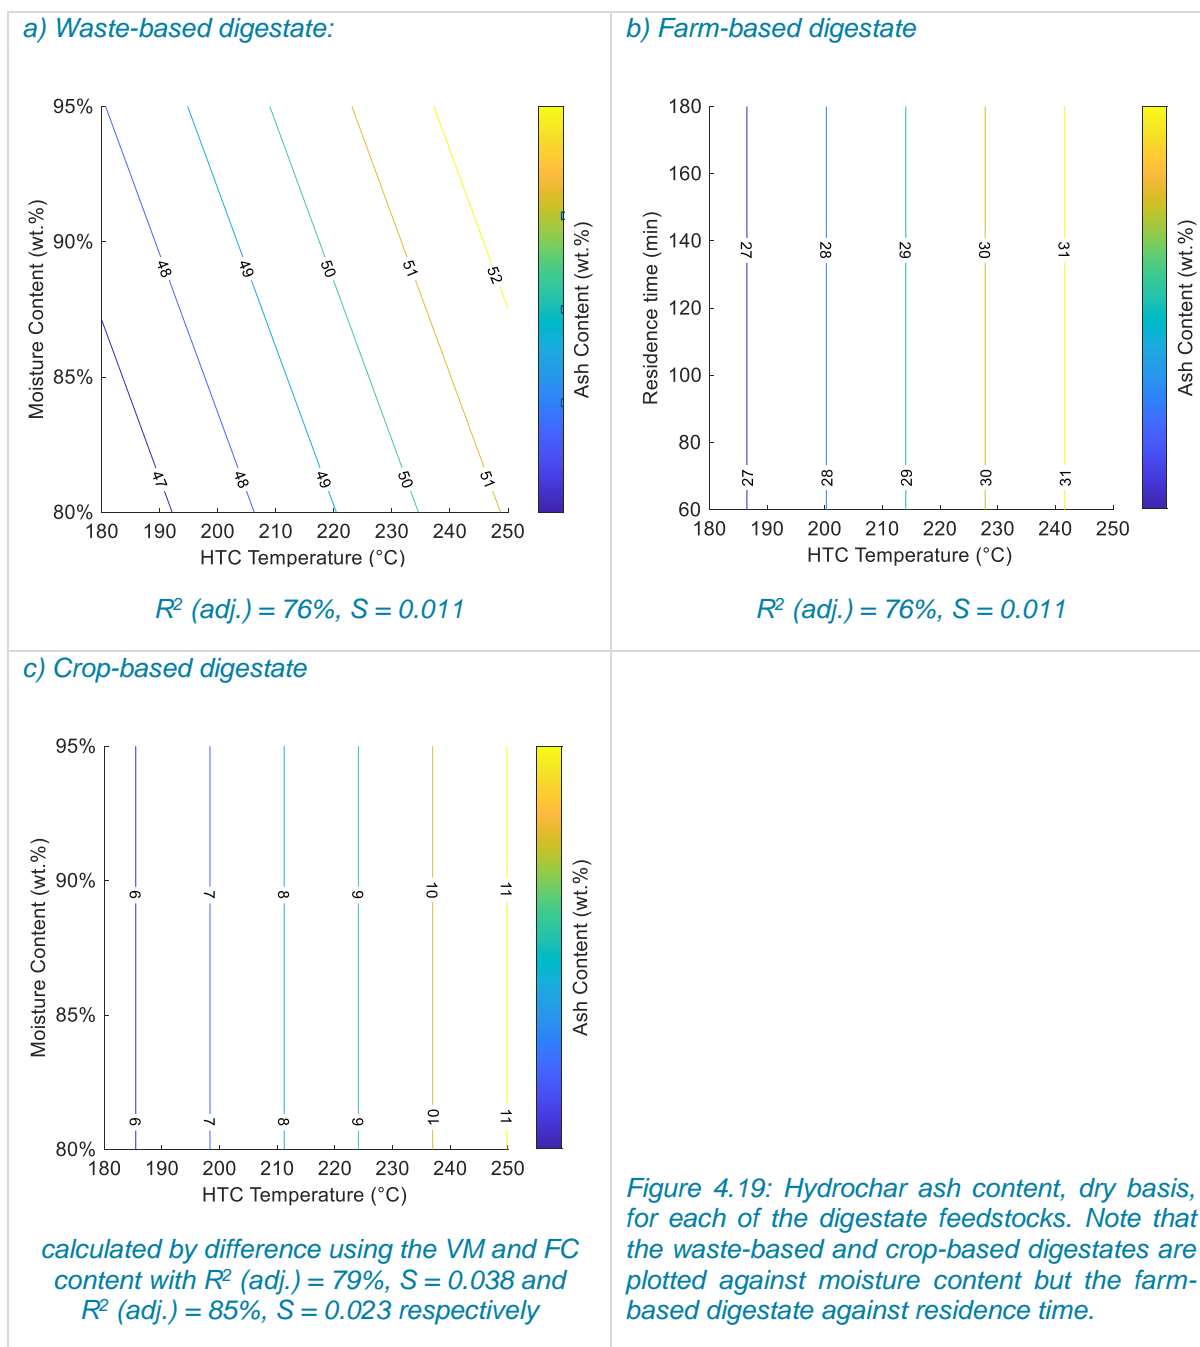 a) Waste-based digestate:
95%
90%
85%
80%
Moisture Content (wt.%)
48
49
50
51
52
47
48
49
50
51
180 190 200 210 220 230 240 250
HTC Temperature (°C)
Ash Content (wt.%)
R² (adj.) = 76%, S = 0.011
b) Farm-based digestate
180
160
140
120
100
80
60
Residence time (min)
27
28
29
30
31
27
28
29
30
31
180 190 200 210 220 230 240 250
HTC Temperature (°C)
Ash Content (wt.%)
R² (adj.) = 76%, S = 0.011
c) Crop-based digestate
95%
90%
85%
80%
Moisture Content (wt.%)
6
7
8
9
10
11
6
7
8
9
10
11
180 190 200 210 220 230 240 250
HTC Temperature (°C)
Ash Content (wt.%)
calculated by difference using the VM and FC
content with R² (adj.) = 79%, S = 0.038 and
R² (adj.) = 85%, S = 0.023 respectively
Figure 4.19: Hydrochar ash content, dry basis,
for each of the digestate feedstocks. Note that
the waste-based and crop-based digestates are
plotted against moisture content but the farm-
based digestate against residence time.